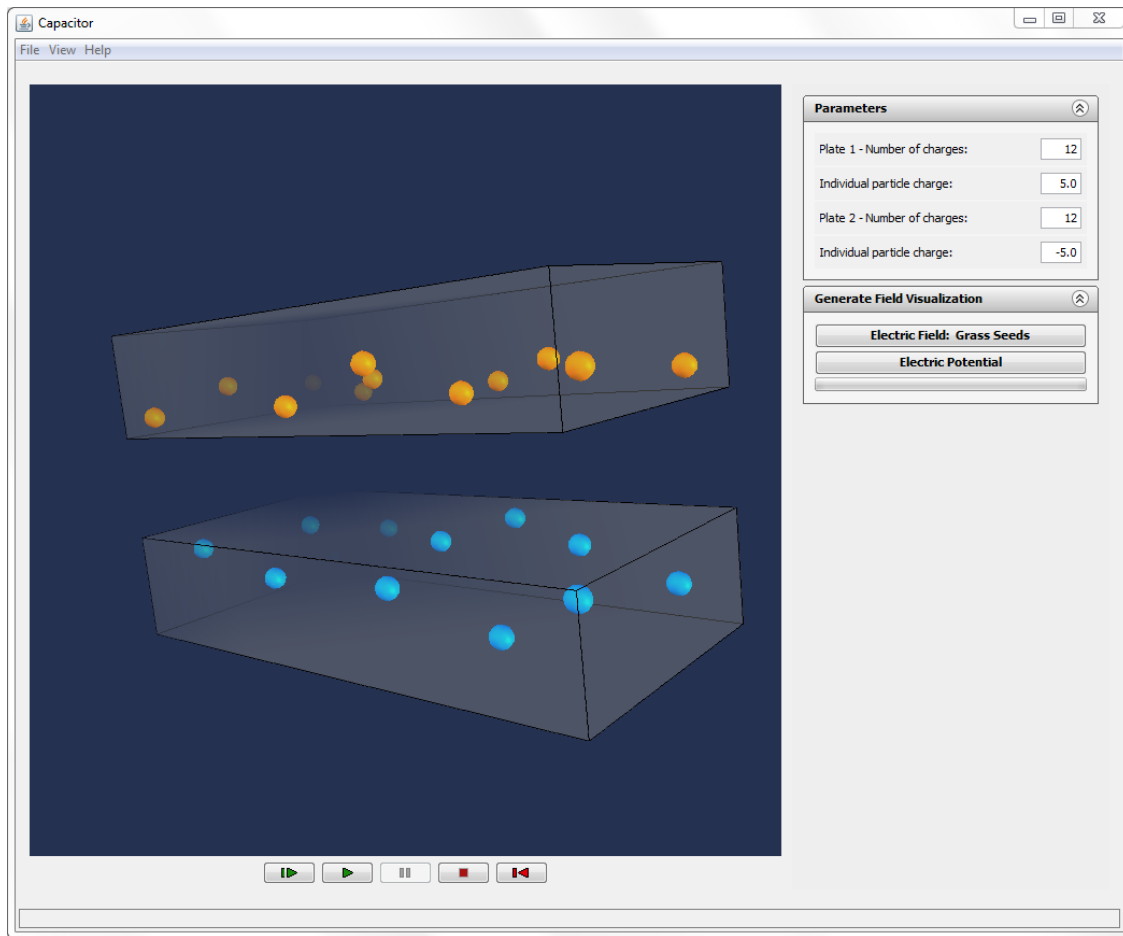 Capacitor
File View Help
Parameters
Plate 1 - Number of charges: 12
Individual particle charge: 5.0
Plate 2 - Number of charges: 12
Individual particle charge: -5.0
Generate Field Visualization
Electric Field: Grass Seeds
Electric Potential